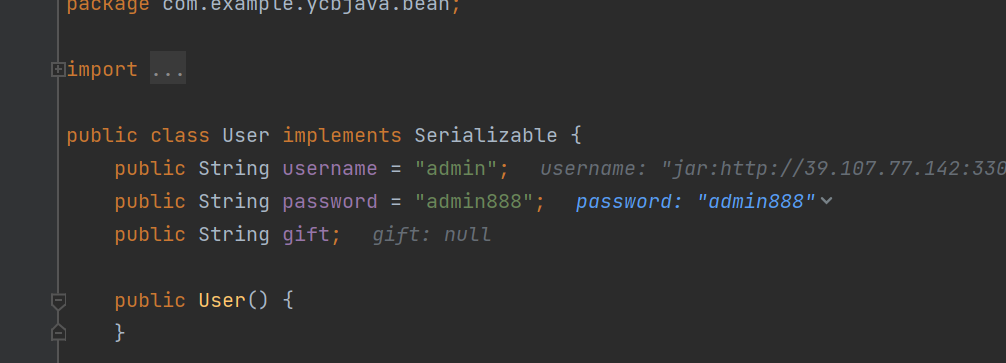 package com.example.ycbjava.bean;
import ...
public class User implements Serializable {
public String username = "admin"; username: "jar:http://39.107.77.142:330
public String password = "admin888"; password: "admin888"
public String gift; gift: null
public User() {
}